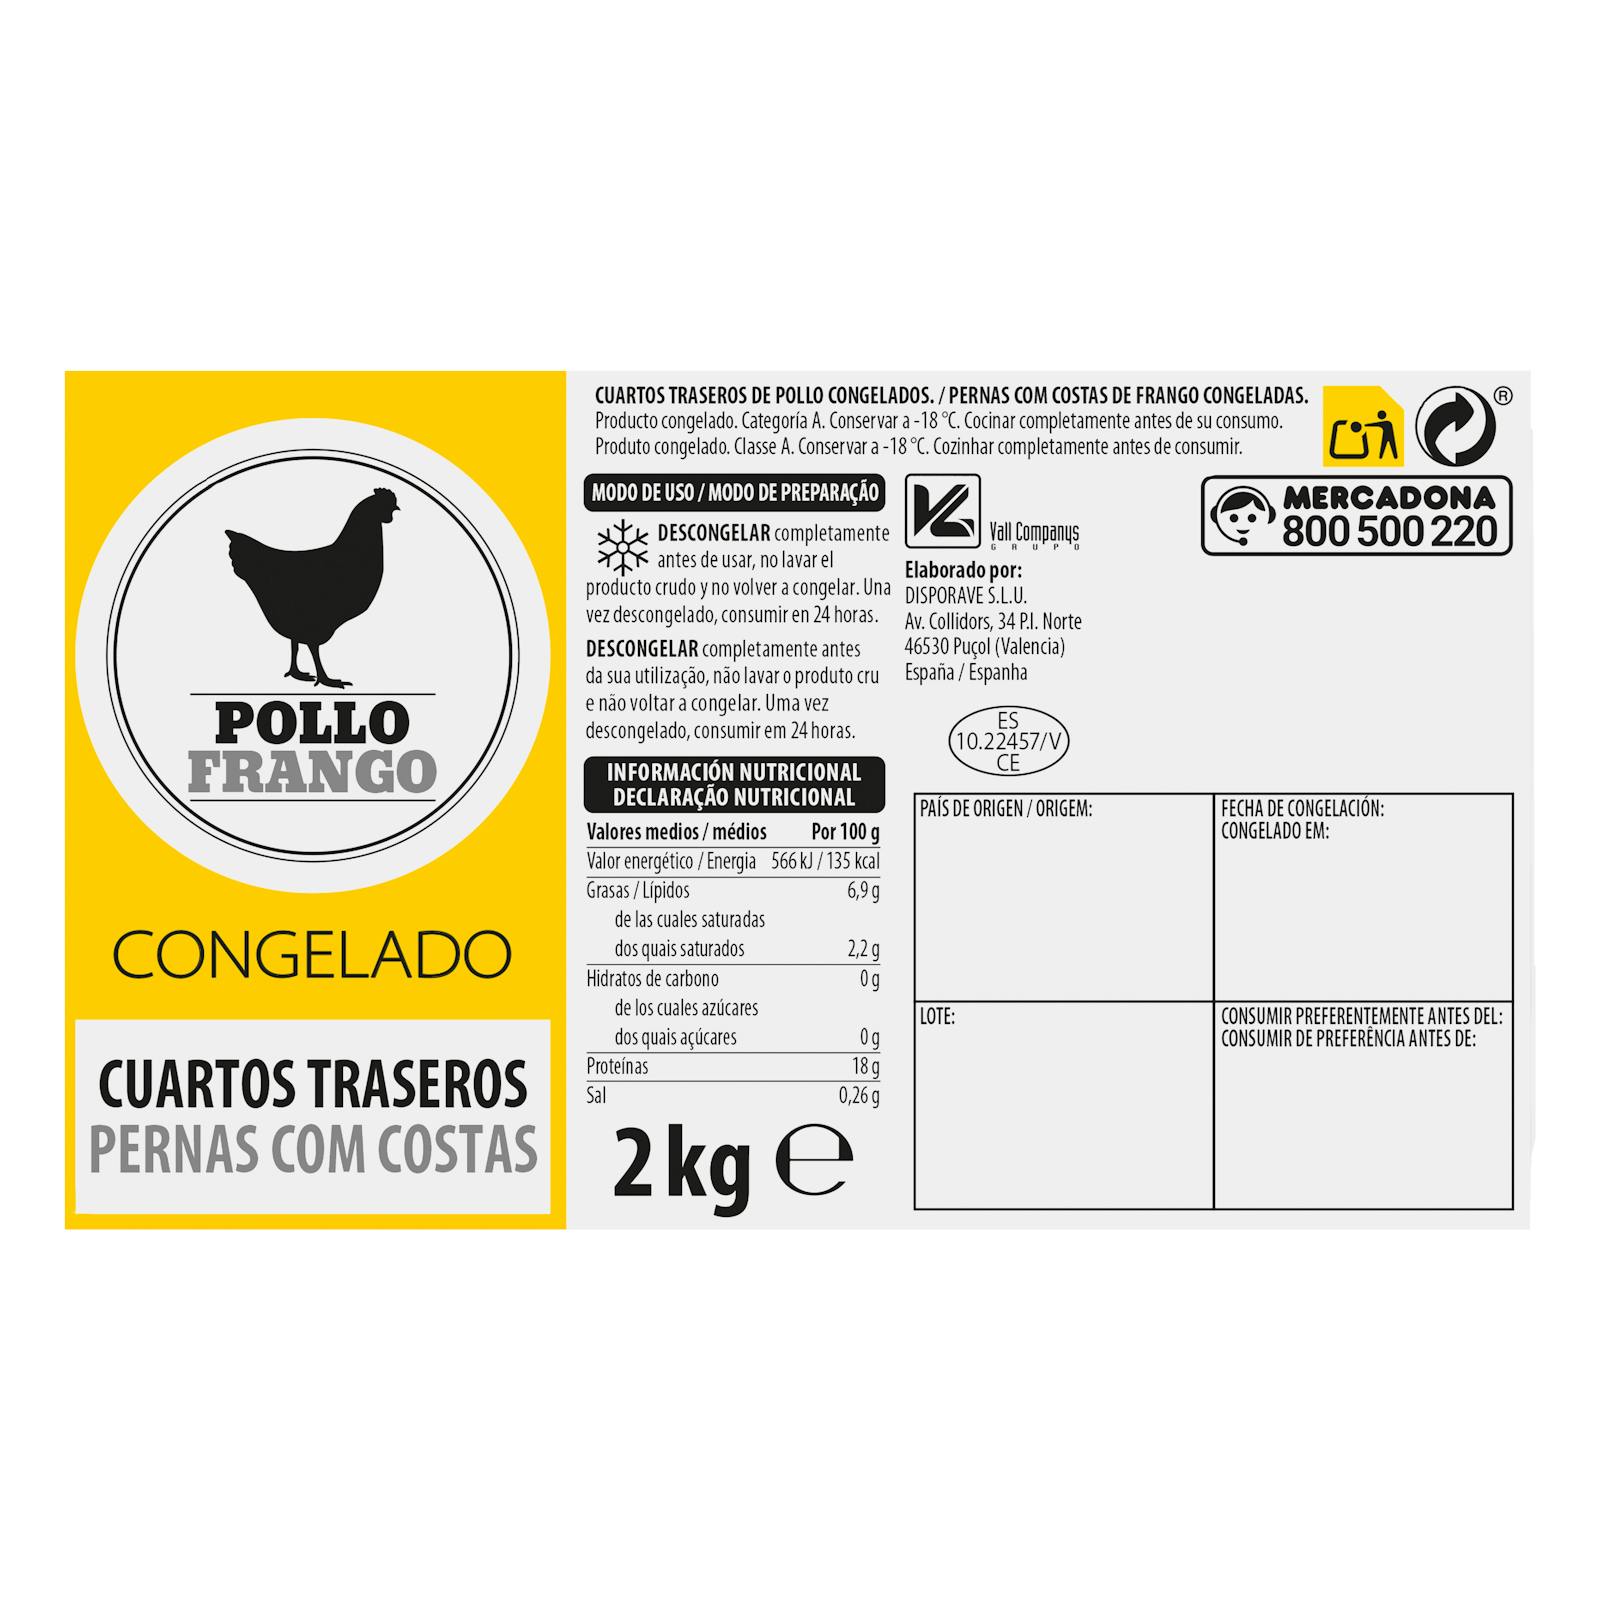 POLLO
FRANGO
CONGELADO
CUARTOS TRASEROS
PERNAS COM COSTAS
CUARTOS TRASEROS DE POLLO CONGELADOS. / PERNAS COM COSTAS DE FRANGO CONGELADAS.
Producto congelado. Categoría A. Conservar a -18 °C. Cocinar completamente antes de su consumo.
Produto congelado. Classe A. Conservar a -18 °C. Cozinhar completamente antes de consumir.
®
MODO DE USO / MODO DE PREPARAÇÃO
DESCONGELAR completamente
antes de usar, no lavar el
producto crudo y no volver a congelar. Una
vez descongelado, consumir en 24 horas.
DESCONGELAR completamente antes
da sua utilização, não lavar o produto cru
e não voltar a congelar. Uma vez
descongelado, consumir em 24 horas.
INFORMACIÓN NUTRICIONAL
DECLARAÇÃO NUTRICIONAL
Valores medios / médios Por 100 g
Valor energético / Energia 566 kJ / 135 kcal
Grasas / Lípidos 6,9 g
de las cuales saturadas
dos quais saturados 2,2 g
Hidratos de carbono 0 g
de los cuales azúcares
dos quais açúcares 0 g
Proteínas 18 g
Sal 0,26 g
2 kg ℮
Vall Companys
GRUPO
Elaborado por:
DISPORAVE S.L.U.
Av. Collidors, 34 P.I. Norte
46530 Puçol (Valencia)
España / Espanha
ES
10.22457/V
CE
MERCADONA
800 500 220
PAÍS DE ORIGEN / ORIGEM:
FECHA DE CONGELACIÓN:
CONGELADO EM:
LOTE:
CONSUMIR PREFERENTEMENTE ANTES DEL:
CONSUMIR DE PREFERÊNCIA ANTES DE: